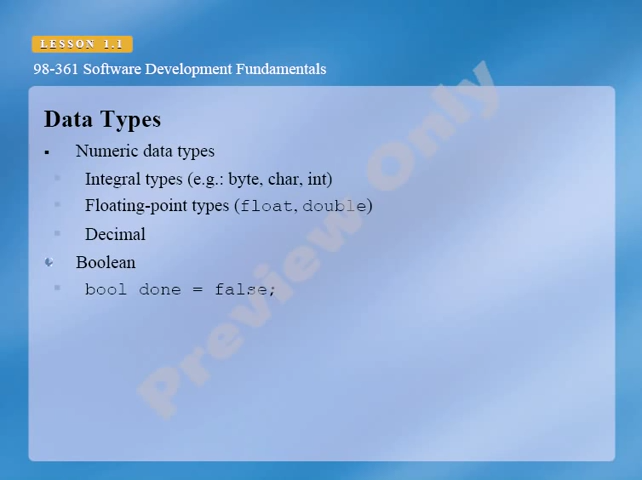 LESSON 1.1
98-361 Software Development Fundamentals
Data Types
Numeric data types
Integral types (e.g.: byte, char, int)
Floating-point types (float, double)
Decimal
Boolean
bool done = false;
Preview Only